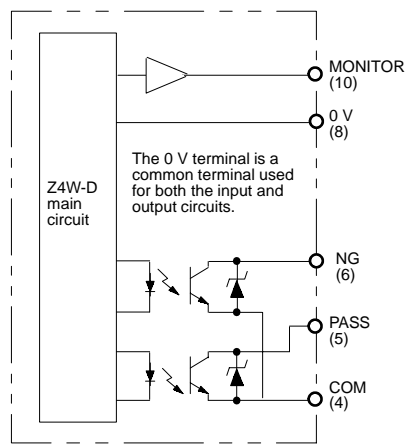 MONITOR
(10)
0 V
(8)
The 0 V terminal is a
common terminal used
for both the input and
output circuits.
Z4W-D
main
circuit
NG
(6)
PASS
(5)
COM
(4)